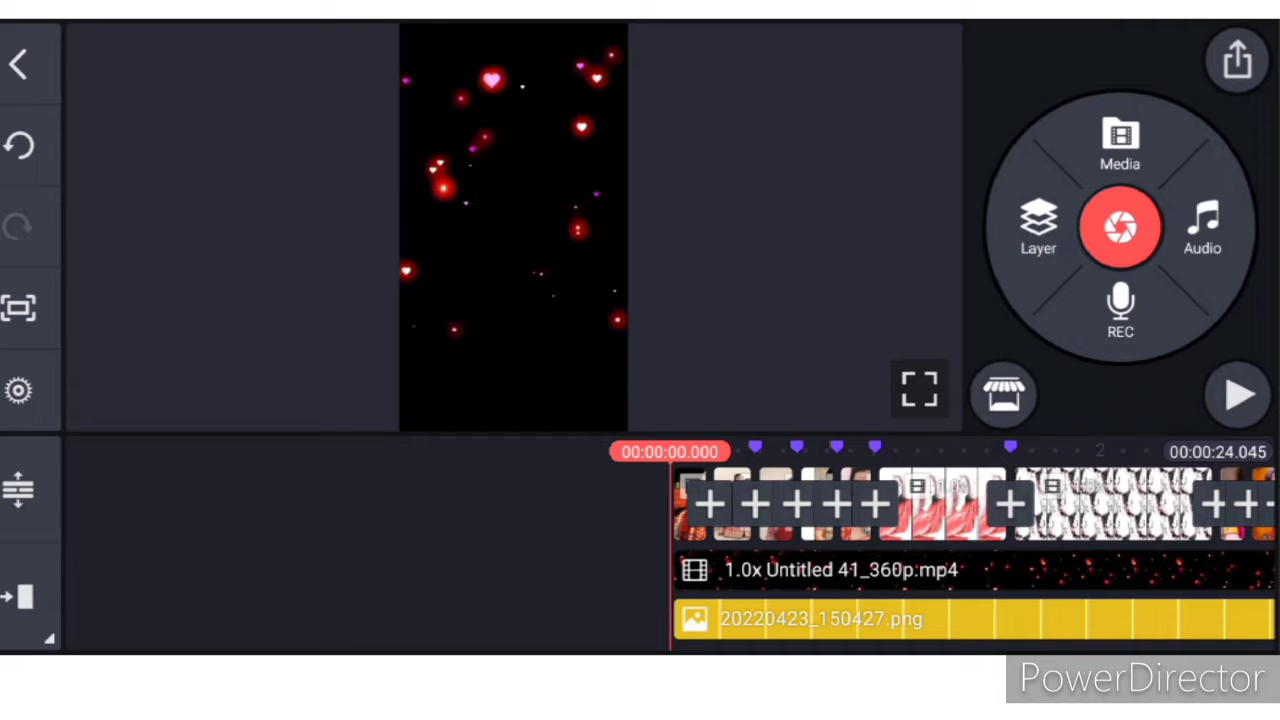 Media
Layer
Audio
REC
00:00:00.000
2
00:00:24.045
1.0x Untitled 41_360p.mp4
20220423_150427.png
PowerDirector